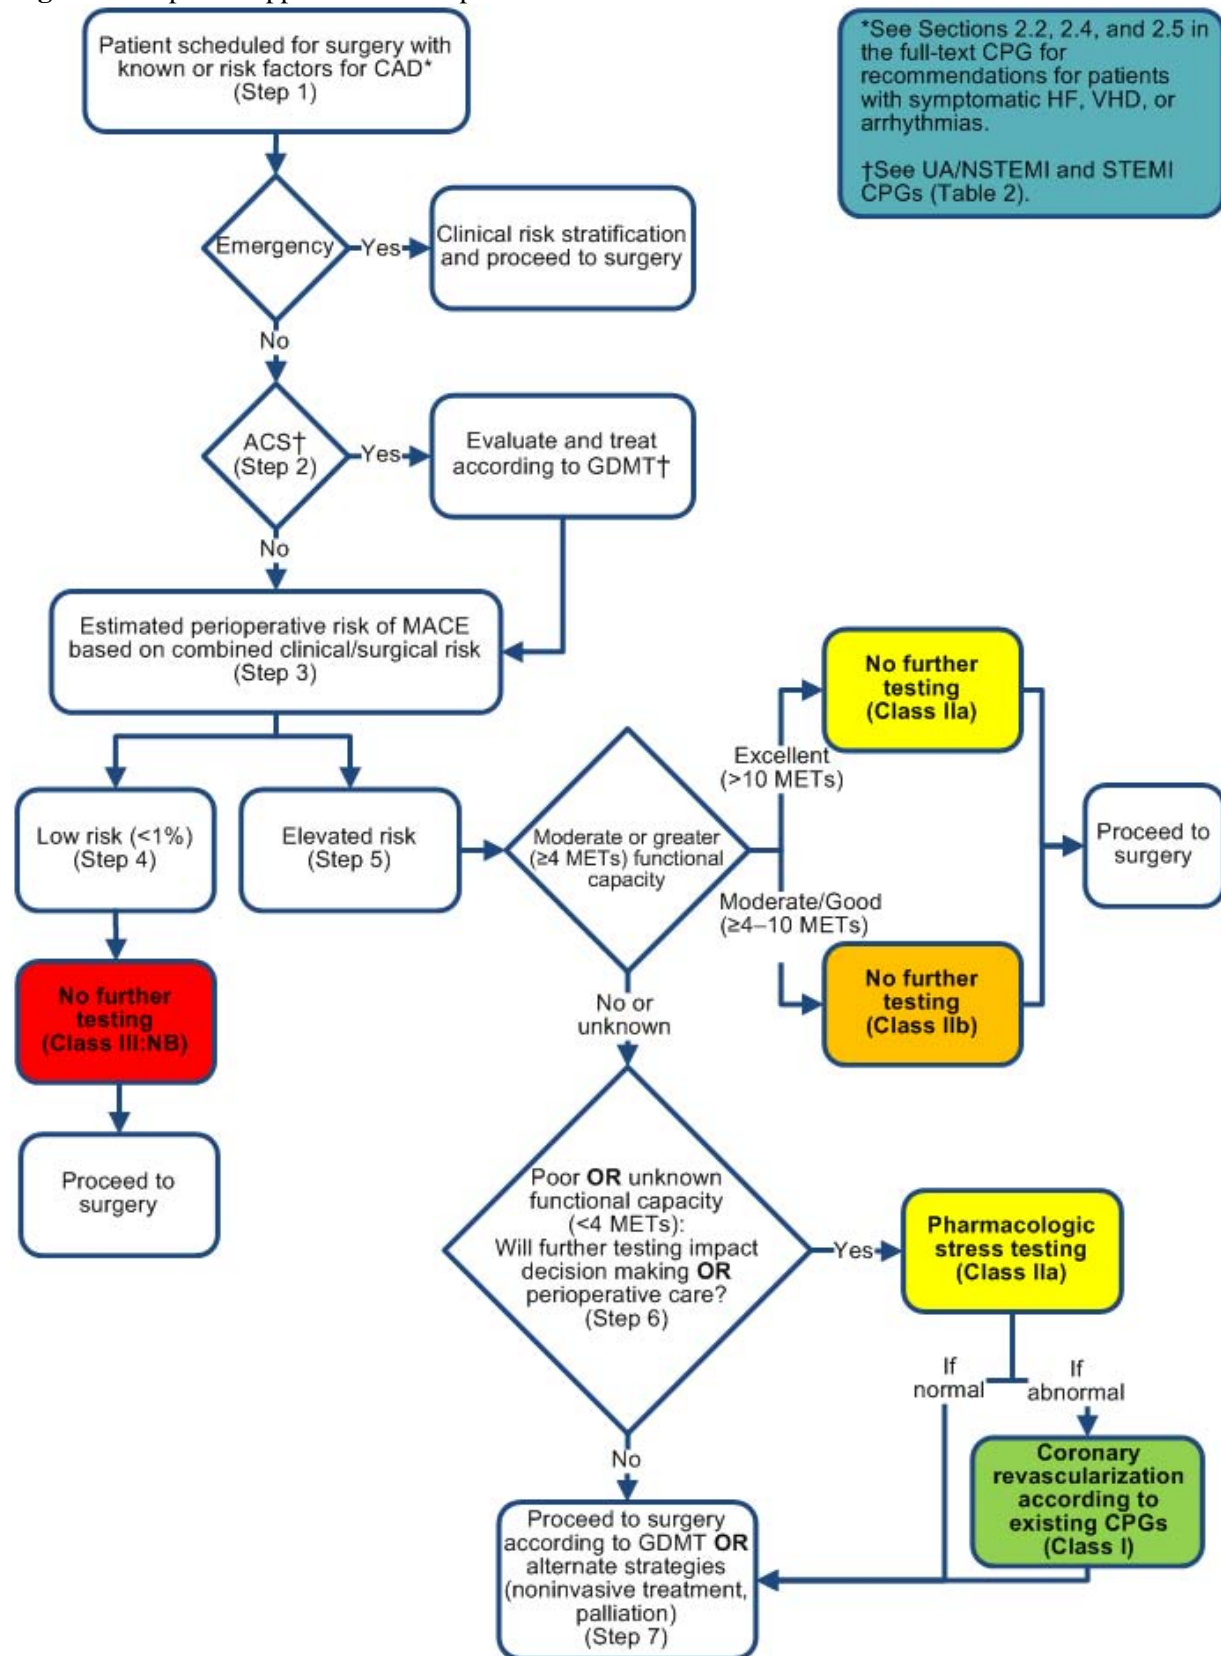 Patient scheduled for surgery with
known or risk factors for CAD*
(Step 1)
*See Sections 2.2, 2.4, and 2.5 in
the full-text CPG for
recommendations for patients
with symptomatic HF, VHD, or
arrhythmias.
†See UA/NSTEMI and STEMI
CPGs (Table 2).
Emergency
Yes
Clinical risk stratification
and proceed to surgery
No
ACS†
(Step 2)
Yes
Evaluate and treat
according to GDMT†
No
Estimated perioperative risk of MACE
based on combined clinical/surgical risk
(Step 3)
Low risk (<1%)
(Step 4)
No further
testing
(Class III:NB)
Proceed to
surgery
Elevated risk
(Step 5)
Moderate or greater
(≥4 METs) functional
capacity
Excellent
(>10 METs)
No further
testing
(Class IIa)
Moderate/Good
(≥4–10 METs)
No further
testing
(Class IIb)
Proceed to
surgery
No or
unknown
Poor OR unknown
functional capacity
(<4 METs):
Will further testing impact
decision making OR
perioperative care?
(Step 6)
Yes
Pharmacologic
stress testing
(Class IIa)
If
normal
If
abnormal
Coronary
revascularization
according to
existing CPGs
(Class I)
No
Proceed to surgery
according to GDMT OR
alternate strategies
(noninvasive treatment,
palliation)
(Step 7)